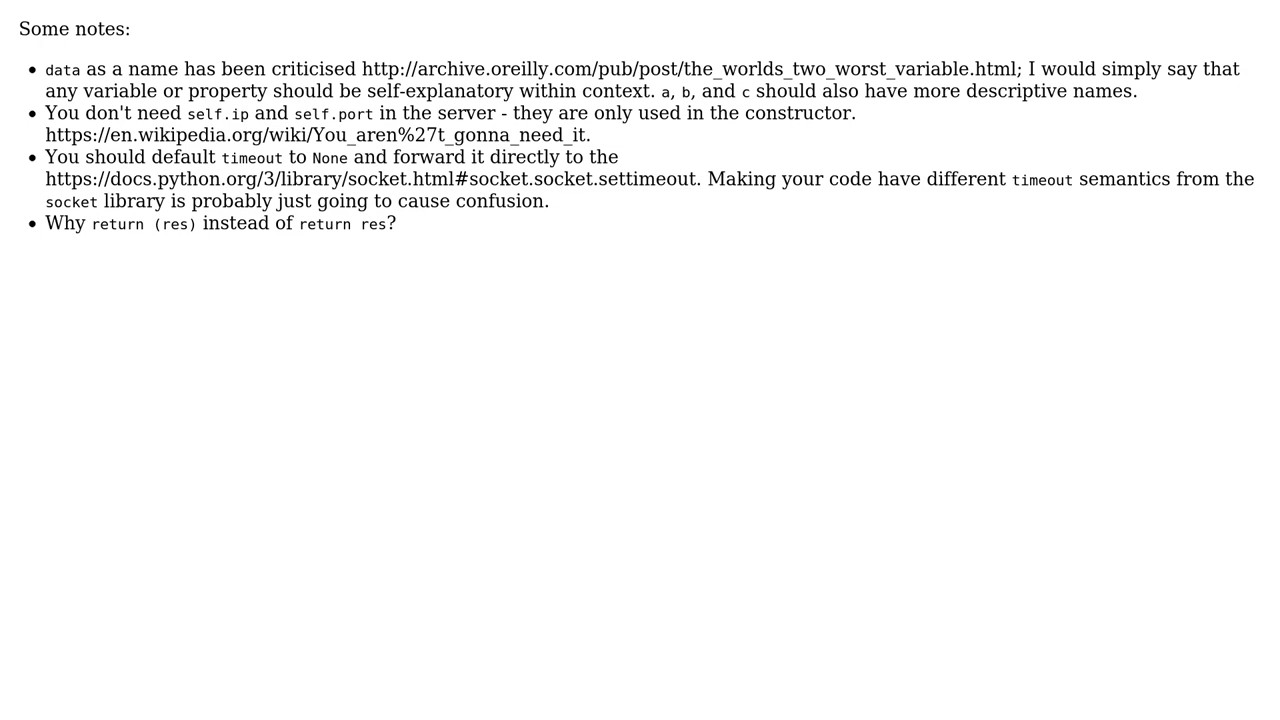 Some notes:
• data as a name has been criticised http://archive.oreilly.com/pub/post/the_worlds_two_worst_variable.html; I would simply say that
any variable or property should be self-explanatory within context. a, b, and c should also have more descriptive names.
• You don't need self.ip and self.port in the server - they are only used in the constructor.
https://en.wikipedia.org/wiki/You_aren%27t_gonna_need_it.
• You should default timeout to None and forward it directly to the
https://docs.python.org/3/library/socket.html#socket.socket.settimeout. Making your code have different timeout semantics from the
socket library is probably just going to cause confusion.
• Why return (res) instead of return res?